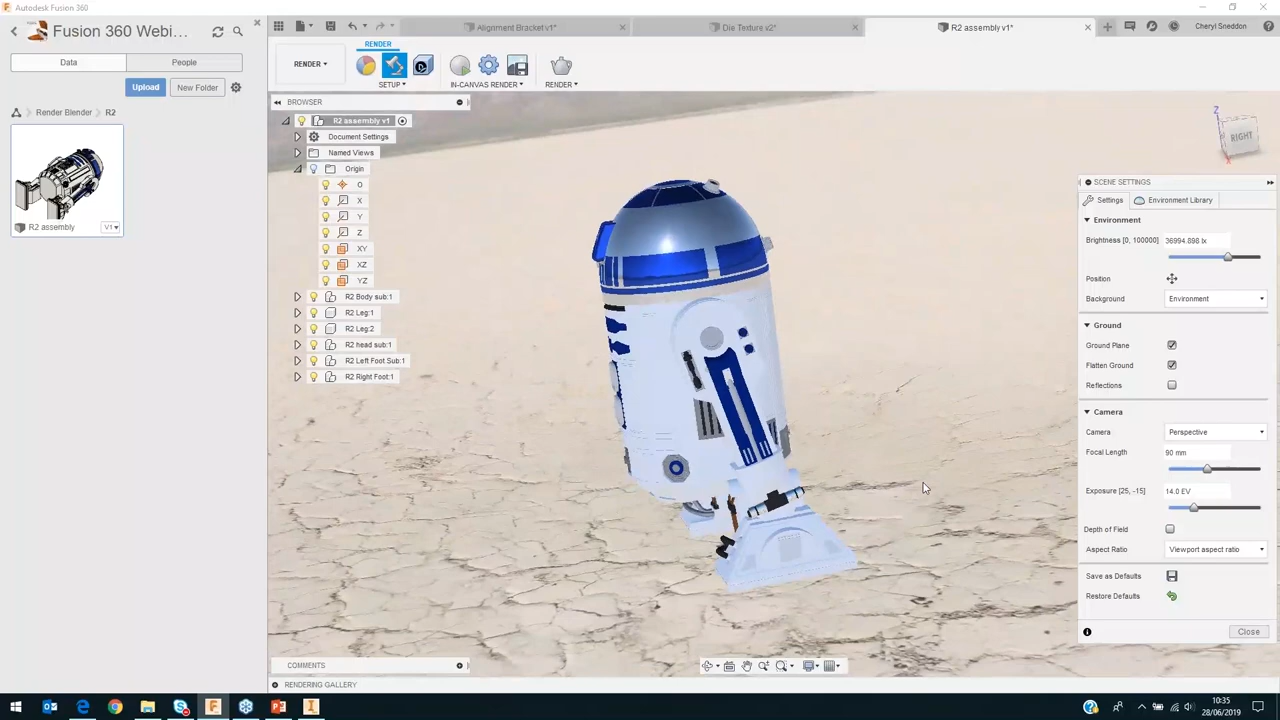 Autodesk Fusion 360
Fusion 360 Webi...
Data
People
Upload
New Folder
Render Blender
R2
R2 assembly
V1
Alignment Bracket v1*
Die Texture v2*
R2 assembly v1*
Cheryl Sneddon
RENDER
RENDER
SETUP
IN-CANVAS RENDER
RENDER
BROWSER
R2 assembly v1
Document Settings
Named Views
Origin
O
X
Y
Z
XY
XZ
YZ
R2 Body sub:1
R2 Leg:1
R2 Leg:2
R2 head sub:1
R2 Left Foot Sub:1
R2 Right Foot:1
Z
RIGHT
SCENE SETTINGS
Settings
Environment Library
Environment
Brightness [0, 100000]
36994.898 lx
Position
Background
Environment
Ground
Ground Plane
Flatten Ground
Reflections
Camera
Camera
Perspective
Focal Length
90 mm
Exposure [25, -15]
14.0 EV
Depth of Field
Aspect Ratio
Viewport aspect ratio
Save as Defaults
Restore Defaults
Close
COMMENTS
RENDERING GALLERY
10:35
28/06/2019